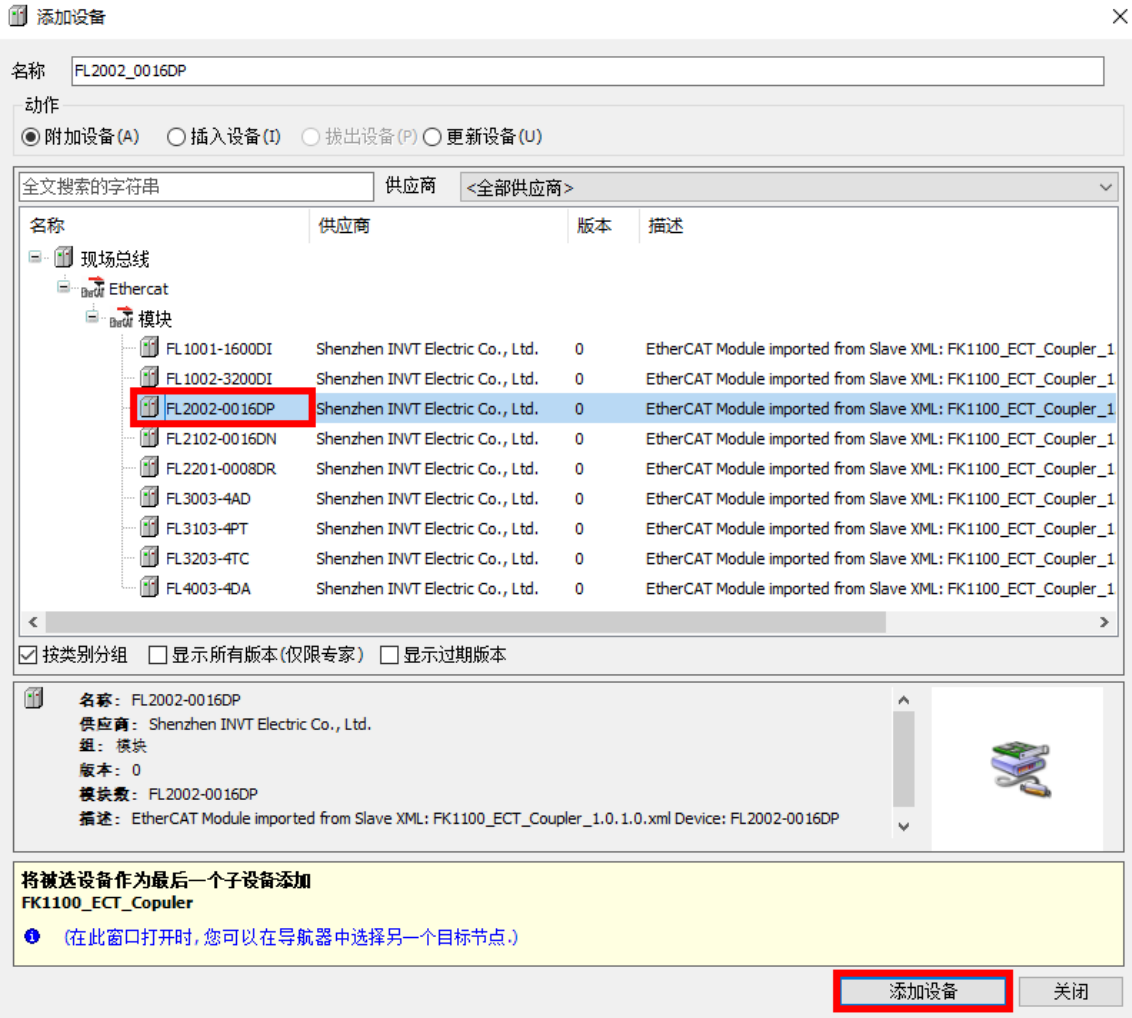 添加设备
名称 FL2002_0016DP
动作
附加设备(A) 插入设备(I) 拔出设备(P) 更新设备(U)
全文搜索的字符串 供应商 <全部供应商>
名称 供应商 版本 描述
现场总线
Ethercat
模块
FL1001-1600DI Shenzhen INVT Electric Co., Ltd. 0 EtherCAT Module imported from Slave XML: FK1100_ECT_Coupler_1
FL1002-3200DI Shenzhen INVT Electric Co., Ltd. 0 EtherCAT Module imported from Slave XML: FK1100_ECT_Coupler_1
FL2002-0016DP Shenzhen INVT Electric Co., Ltd. 0 EtherCAT Module imported from Slave XML: FK1100_ECT_Coupler_1
FL2102-0016DN Shenzhen INVT Electric Co., Ltd. 0 EtherCAT Module imported from Slave XML: FK1100_ECT_Coupler_1
FL2201-0008DR Shenzhen INVT Electric Co., Ltd. 0 EtherCAT Module imported from Slave XML: FK1100_ECT_Coupler_1
FL3003-4AD Shenzhen INVT Electric Co., Ltd. 0 EtherCAT Module imported from Slave XML: FK1100_ECT_Coupler_1
FL3103-4PT Shenzhen INVT Electric Co., Ltd. 0 EtherCAT Module imported from Slave XML: FK1100_ECT_Coupler_1
FL3203-4TC Shenzhen INVT Electric Co., Ltd. 0 EtherCAT Module imported from Slave XML: FK1100_ECT_Coupler_1
FL4003-4DA Shenzhen INVT Electric Co., Ltd. 0 EtherCAT Module imported from Slave XML: FK1100_ECT_Coupler_1
按类别分组 显示所有版本(仅限专家) 显示过期版本
名称: FL2002-0016DP
供应商: Shenzhen INVT Electric Co., Ltd.
组: 模块
版本: 0
模块数: FL2002-0016DP
描述: EtherCAT Module imported from Slave XML: FK1100_ECT_Coupler_1.0.1.0.xml Device: FL2002-0016DP
将被选设备作为最后一个子设备添加
FK1100_ECT_Copuler
(在此窗口打开时,您可以在导航器中选择另一个目标节点.)
添加设备 关闭